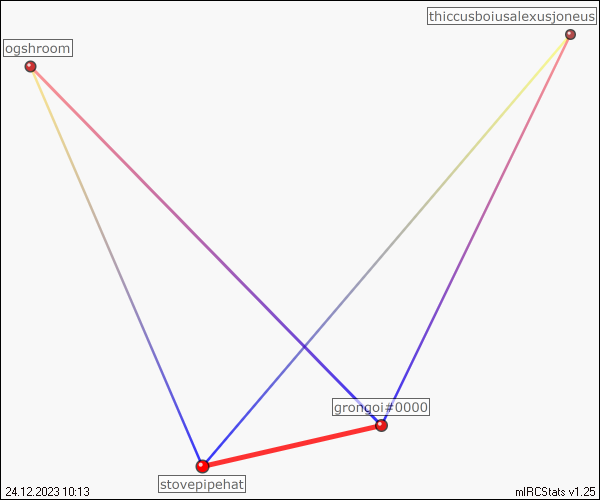 thiccusboiusalexusjoneus
ogshroom
grongoi#0000
stovepipehat
24.12.2023 10:13
mIRCStats v1.25